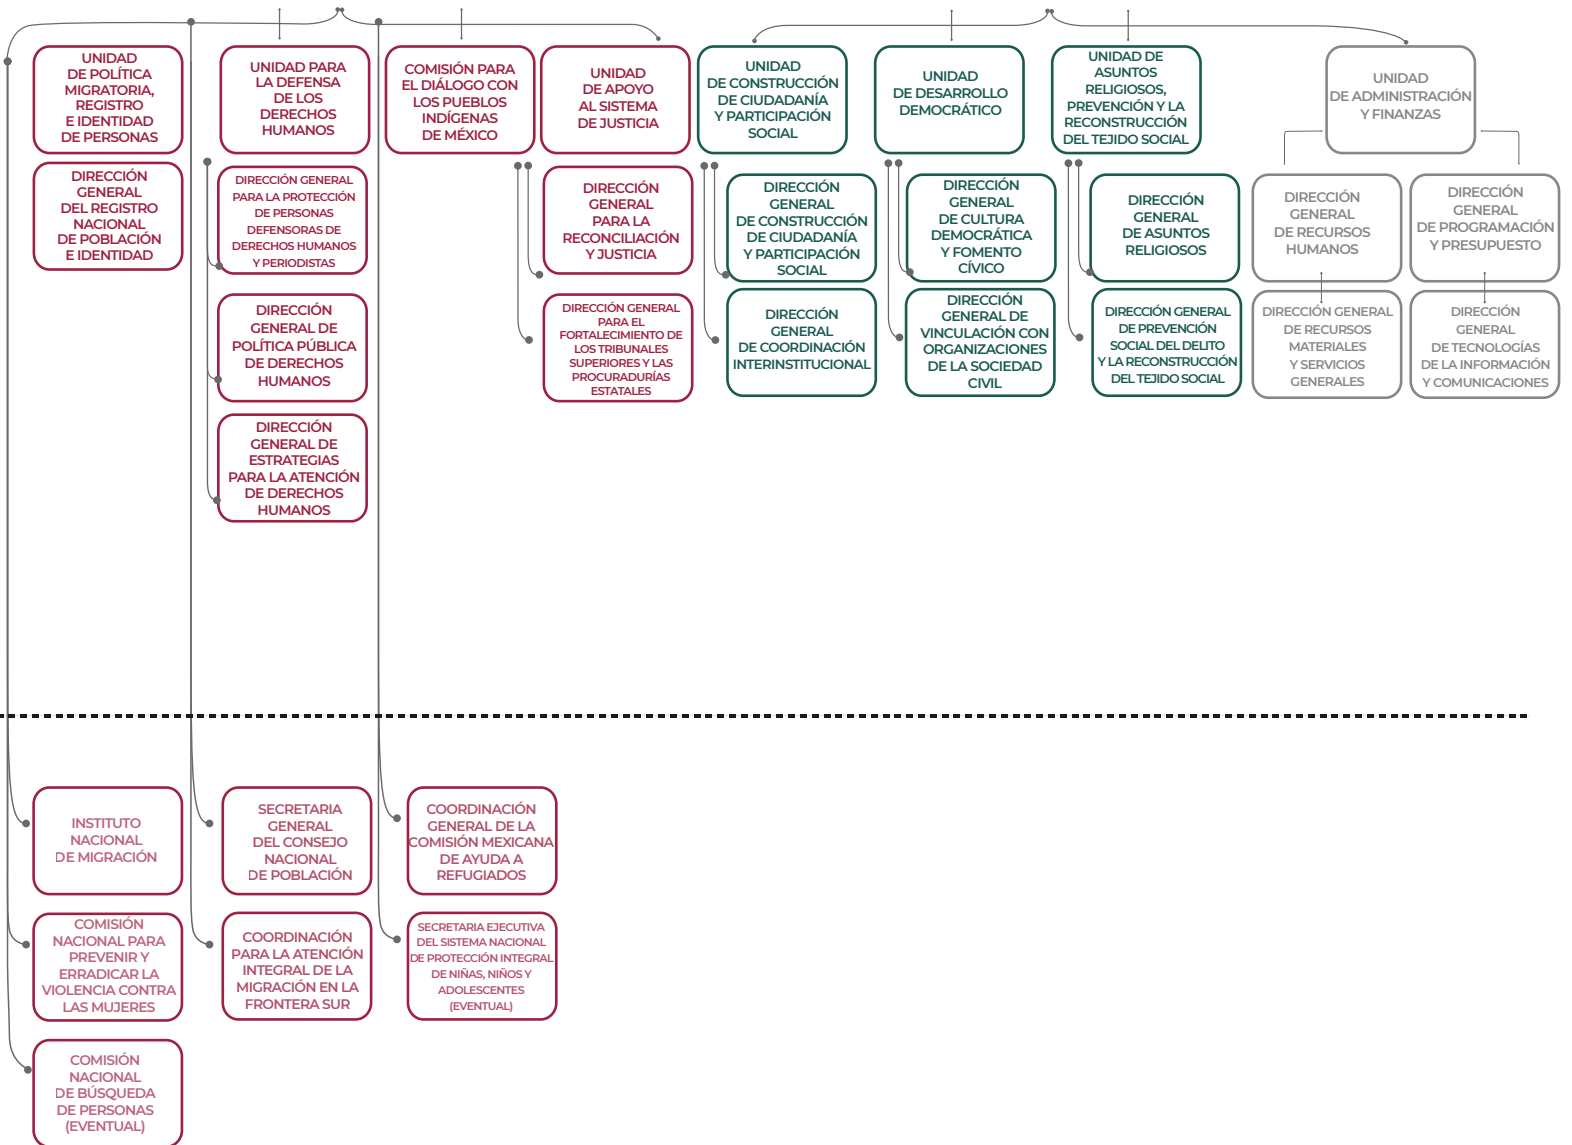 UNIDAD
DE POLÍTICA
MIGRATORIA,
REGISTRO
E IDENTIDAD
DE PERSONAS
UNIDAD PARA
LA DEFENSA
DE LOS
DERECHOS
HUMANOS
COMISIÓN PARA
EL DIÁLOGO CON
LOS PUEBLOS
INDÍGENAS
DE MÉXICO
UNIDAD
DE APOYO
AL SISTEMA
DE JUSTICIA
UNIDAD
DE CONSTRUCCIÓN
DE CIUDADANÍA
Y PARTICIPACIÓN
SOCIAL
UNIDAD
DE DESARROLLO
DEMOCRÁTICO
UNIDAD DE
ASUNTOS
RELIGIOSOS,
PREVENCIÓN Y LA
RECONSTRUCCIÓN
DEL TEJIDO SOCIAL
UNIDAD
DE ADMINISTRACIÓN
Y FINANZAS
DIRECCIÓN
GENERAL
DEL REGISTRO
NACIONAL
DE POBLACIÓN
E IDENTIDAD
DIRECCIÓN GENERAL
PARA LA PROTECCIÓN
DE PERSONAS
DEFENSORAS DE
DERECHOS HUMANOS
Y PERIODISTAS
DIRECCIÓN
GENERAL
PARA LA
RECONCILIACIÓN
Y JUSTICIA
DIRECCIÓN
GENERAL
DE CONSTRUCCIÓN
DE CIUDADANÍA
Y PARTICIPACIÓN
SOCIAL
DIRECCIÓN
GENERAL
DE CULTURA
DEMOCRÁTICA
Y FOMENTO
CÍVICO
DIRECCIÓN
GENERAL
DE ASUNTOS
RELIGIOSOS
DIRECCIÓN
GENERAL
DE RECURSOS
HUMANOS
DIRECCIÓN
GENERAL
DE PROGRAMACIÓN
Y PRESUPUESTO
DIRECCIÓN
GENERAL DE
POLÍTICA PÚBLICA
DE DERECHOS
HUMANOS
DIRECCIÓN GENERAL
PARA EL
FORTALECIMIENTO DE
LOS TRIBUNALES
SUPERIORES Y LAS
PROCURADURÍAS
ESTATALES
DIRECCIÓN
GENERAL
DE COORDINACIÓN
INTERINSTITUCIONAL
DIRECCIÓN
GENERAL DE
VINCULACIÓN CON
ORGANIZACIONES
DE LA SOCIEDAD
CIVIL
DIRECCIÓN GENERAL
DE PREVENCIÓN
SOCIAL DEL DELITO
Y LA RECONSTRUCCIÓN
DEL TEJIDO SOCIAL
DIRECCIÓN GENERAL
DE RECURSOS
MATERIALES
Y SERVICIOS
GENERALES
DIRECCIÓN
GENERAL
DE TECNOLOGÍAS
DE LA INFORMACIÓN
Y COMUNICACIONES
DIRECCIÓN
GENERAL DE
ESTRATEGIAS
PARA LA ATENCIÓN
DE DERECHOS
HUMANOS
INSTITUTO
NACIONAL
DE MIGRACIÓN
SECRETARIA
GENERAL
DEL CONSEJO
NACIONAL
DE POBLACIÓN
COORDINACIÓN
GENERAL DE LA
COMISIÓN MEXICANA
DE AYUDA A
REFUGIADOS
COMISIÓN
NACIONAL PARA
PREVENIR Y
ERRADICAR LA
VIOLENCIA CONTRA
LAS MUJERES
COORDINACIÓN
PARA LA ATENCIÓN
INTEGRAL DE LA
MIGRACIÓN EN LA
FRONTERA SUR
SECRETARIA EJECUTIVA
DEL SISTEMA NACIONAL
DE PROTECCIÓN INTEGRAL
DE NIÑAS, NIÑOS Y
ADOLESCENTES
(EVENTUAL)
COMISIÓN
NACIONAL
DE BÚSQUEDA
DE PERSONAS
(EVENTUAL)